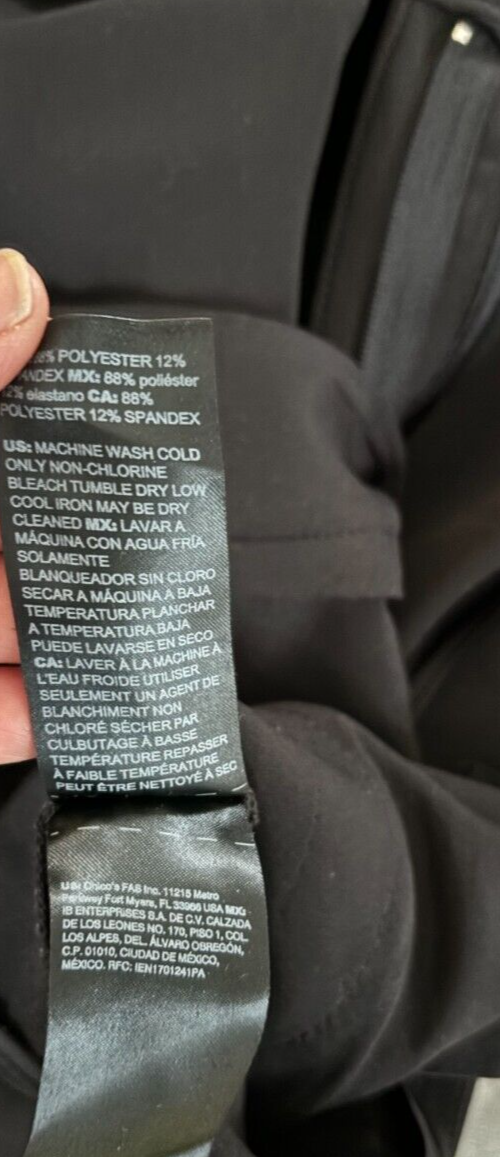 POLYESTER 12%
MX: 88% poliéster
elastano CA: 88%
POLYESTER 12% SPANDEX
US: MACHINE WASH COLD
ONLY NON-CHLORINE
BLEACH TUMBLE DRY LOW
COOL IRON MAY BE DRY
CLEANED MX: LAVAR A
MÁQUINA CON AGUA FRÍA
SOLAMENTE
BLANQUEADOR SIN CLORO
SECAR A MÁQUINA A BAJA
TEMPERATURA PLANCHAR
A TEMPERATURA BAJA
PUEDE LAVARSE EN SECO
CA: LAVER À LA MACHINE À
L'EAU FROIDE UTILISER
SEULEMENT UN AGENT DE
BLANCHIMENT NON
CHLORÉ SÉCHER PAR
CULBUTAGE À BASSE
TEMPÉRATURE REPASSER
À FAIBLE TEMPÉRATURE
PEUT ÊTRE NETTOYÉ À SEC
US: Chico's FAS Inc. 11215 Metro
Parkway Fort Myers, FL 33966 USA MX:
IB ENTERPRISES S.A. DE C.V. CALZADA
DE LOS LEONES NO. 170, PISO 1, COL.
LOS ALPES, DEL. ÁLVARO OBREGÓN,
C.P. 01010, CIUDAD DE MÉXICO,
MÉXICO. RFC: IEN1701241PA